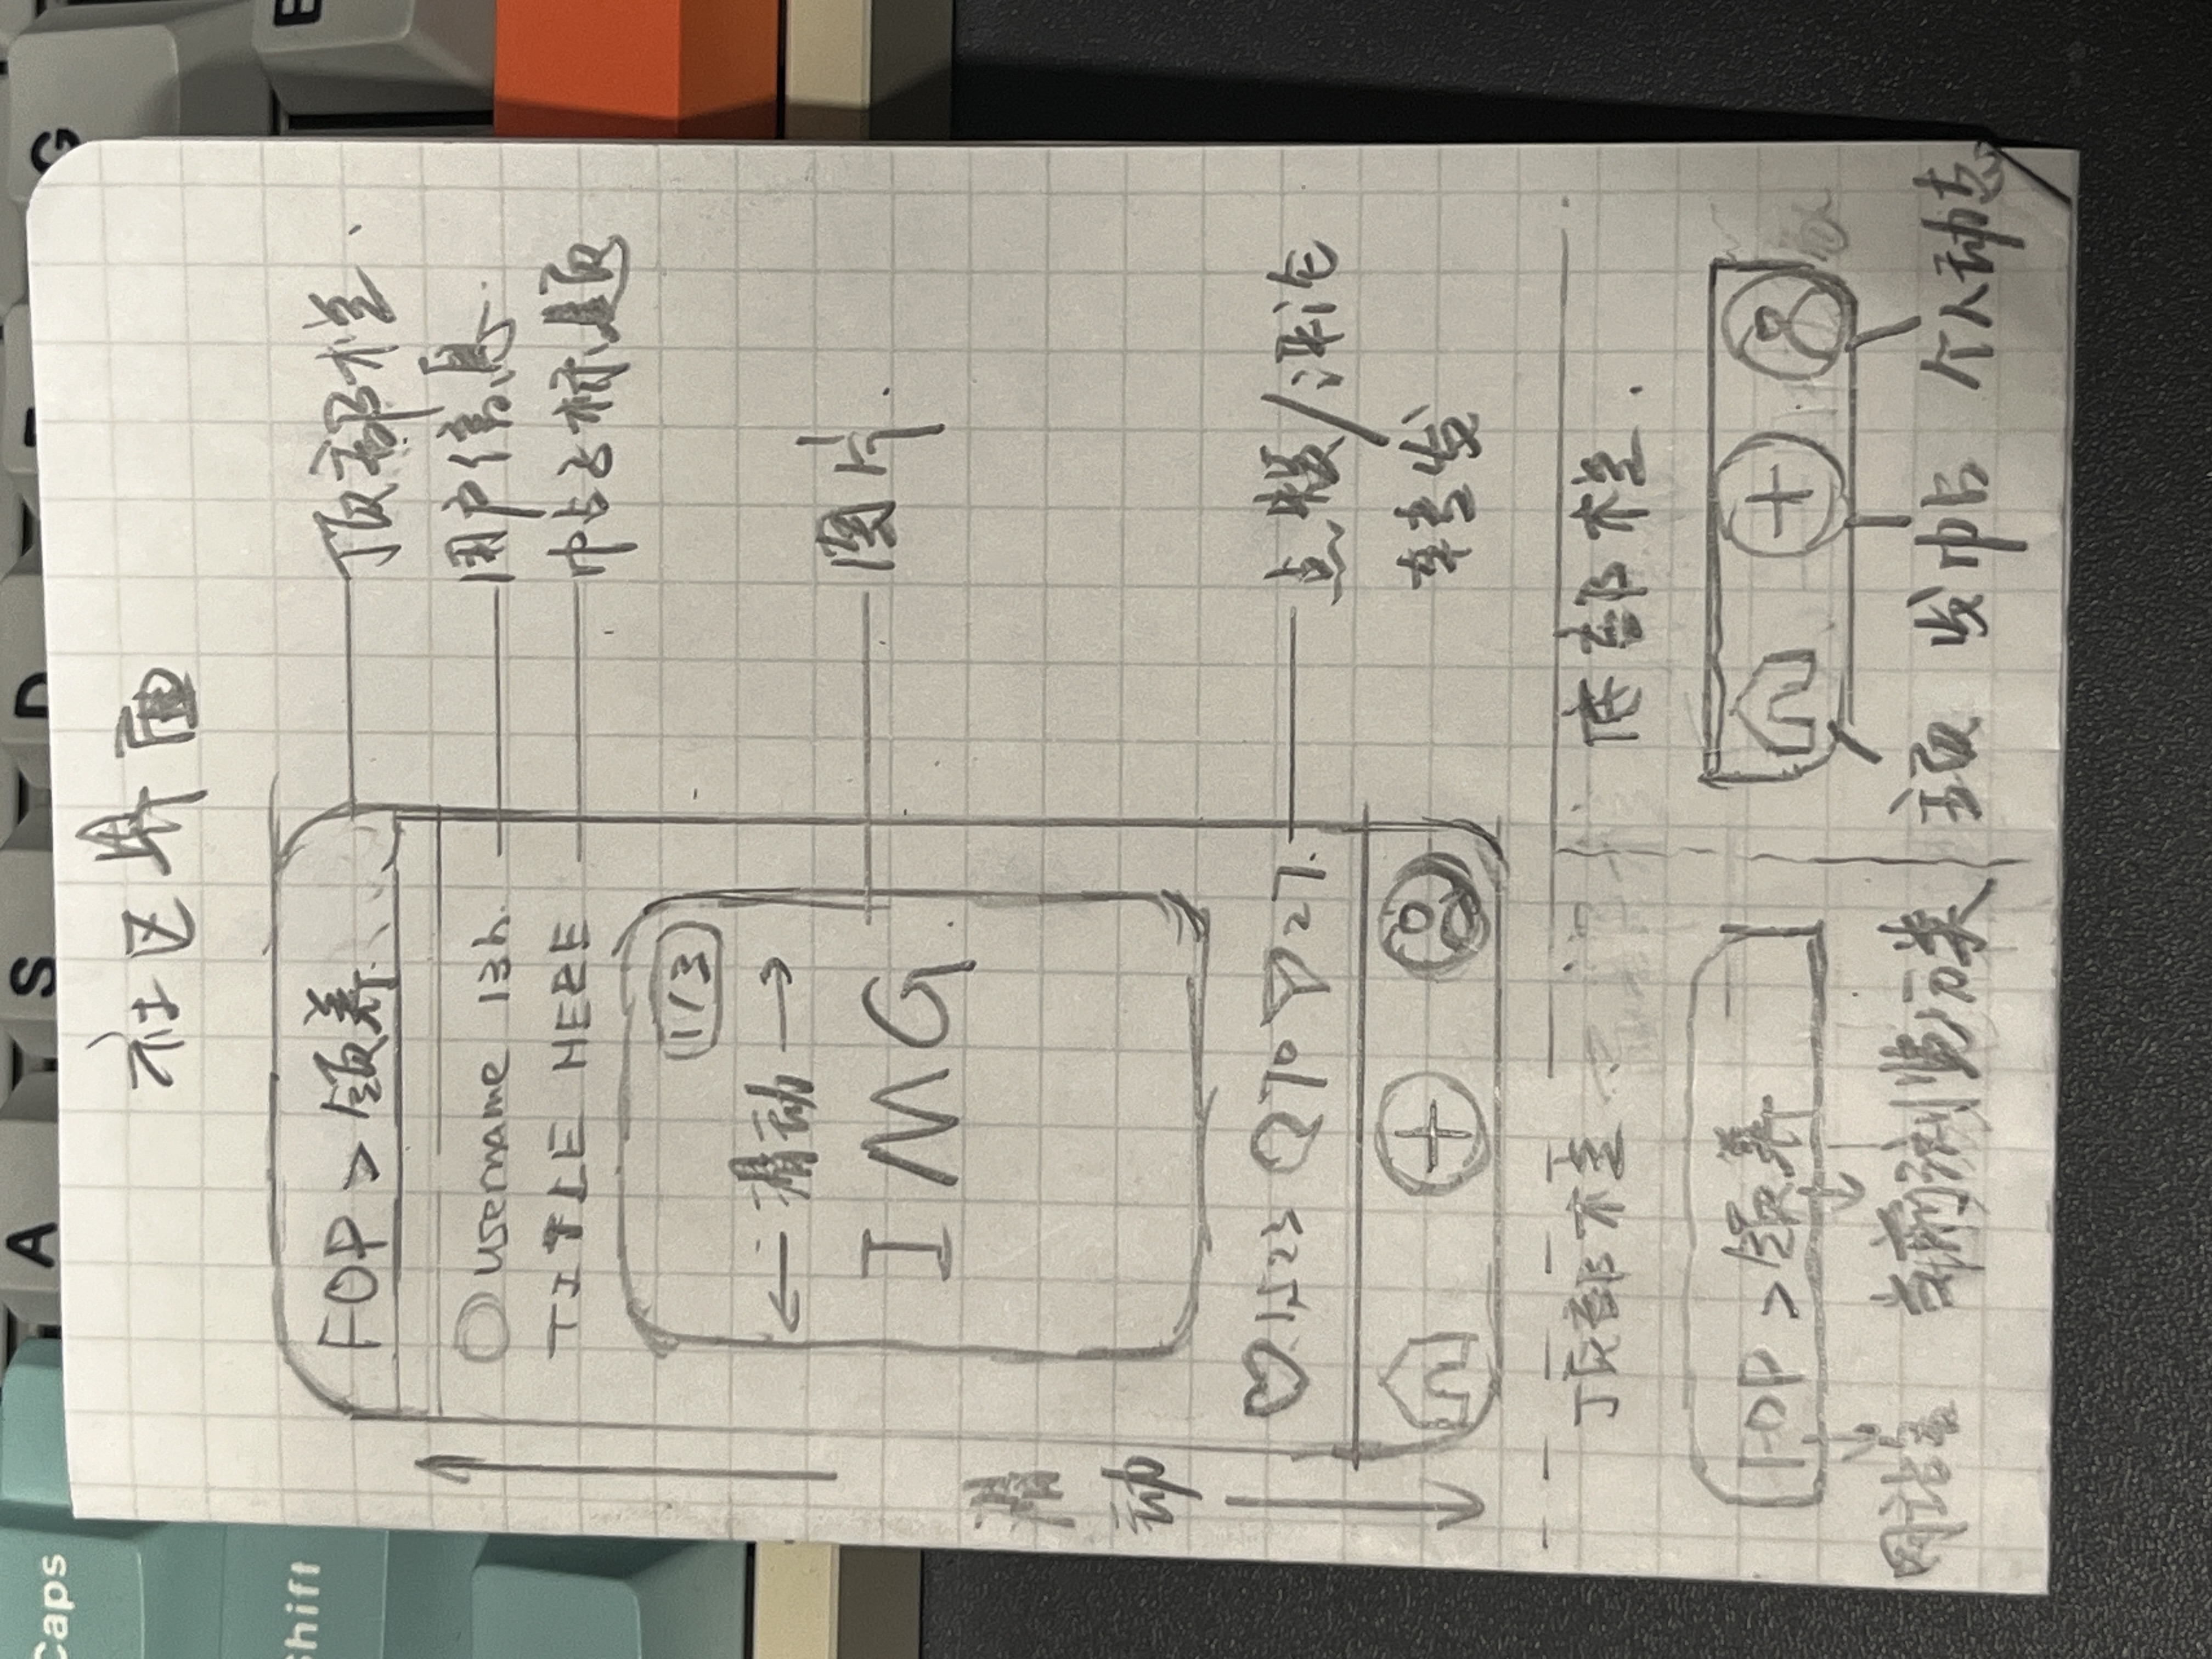 Caps
A
S
D
F
G
Shift
B
社区界面
FOP > 领养
顶部栏.
username 13h.
用户信息.
TITLE HERE
帖子标题
1/3
滑动
IMG.
图片.
滑动
1,523 70 27.
点赞/评论
转发
顶部栏.
底部栏.
FOP > 领养
网站名 当前浏览分类
主页 发帖 个人动态